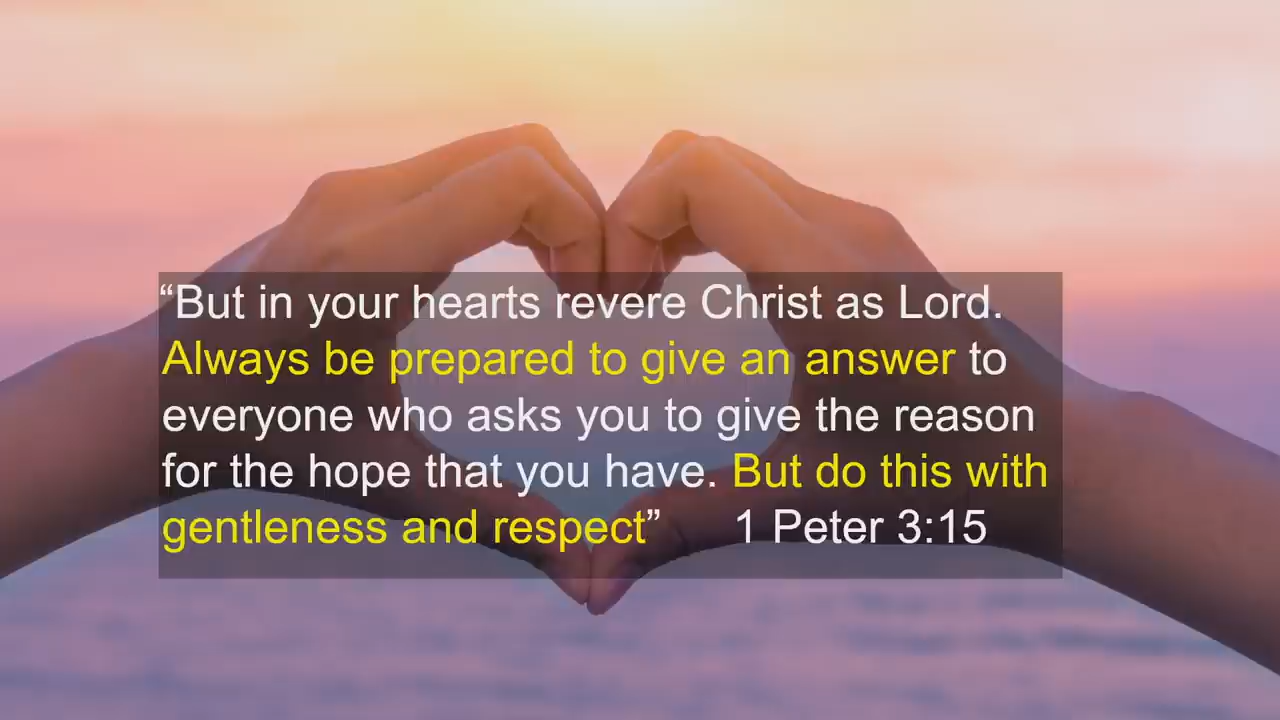 “But in your hearts revere Christ as Lord.
Always be prepared to give an answer to
everyone who asks you to give the reason
for the hope that you have. But do this with
gentleness and respect” 1 Peter 3:15